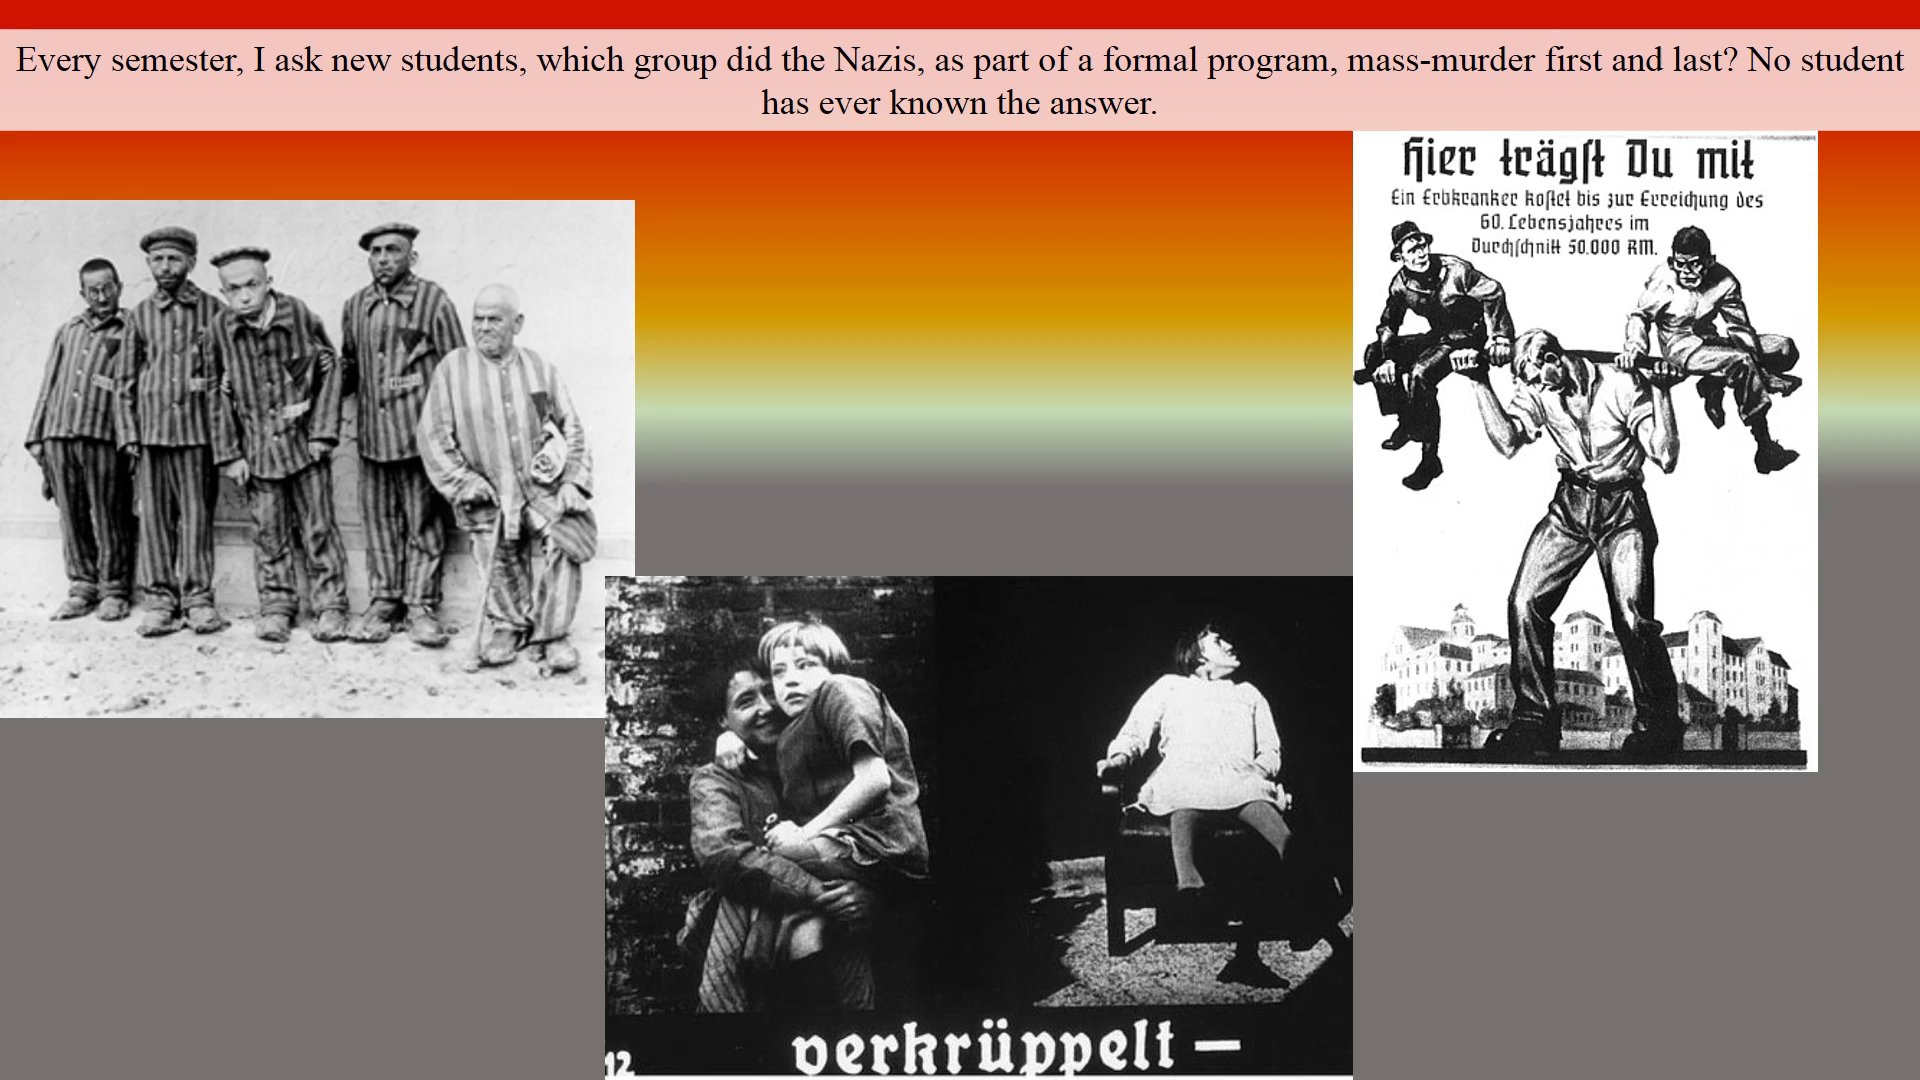 Every semester, I ask new students, which group did the Nazis, as part of a formal program, mass-murder first and last? No student
has ever known the answer.
Hier trägst Du mit
Ein Erbkranker kostet bis zur Erreichung des
60. Lebensjahres im
Durchschnitt 50.000 RM.
verkrüppelt –
12